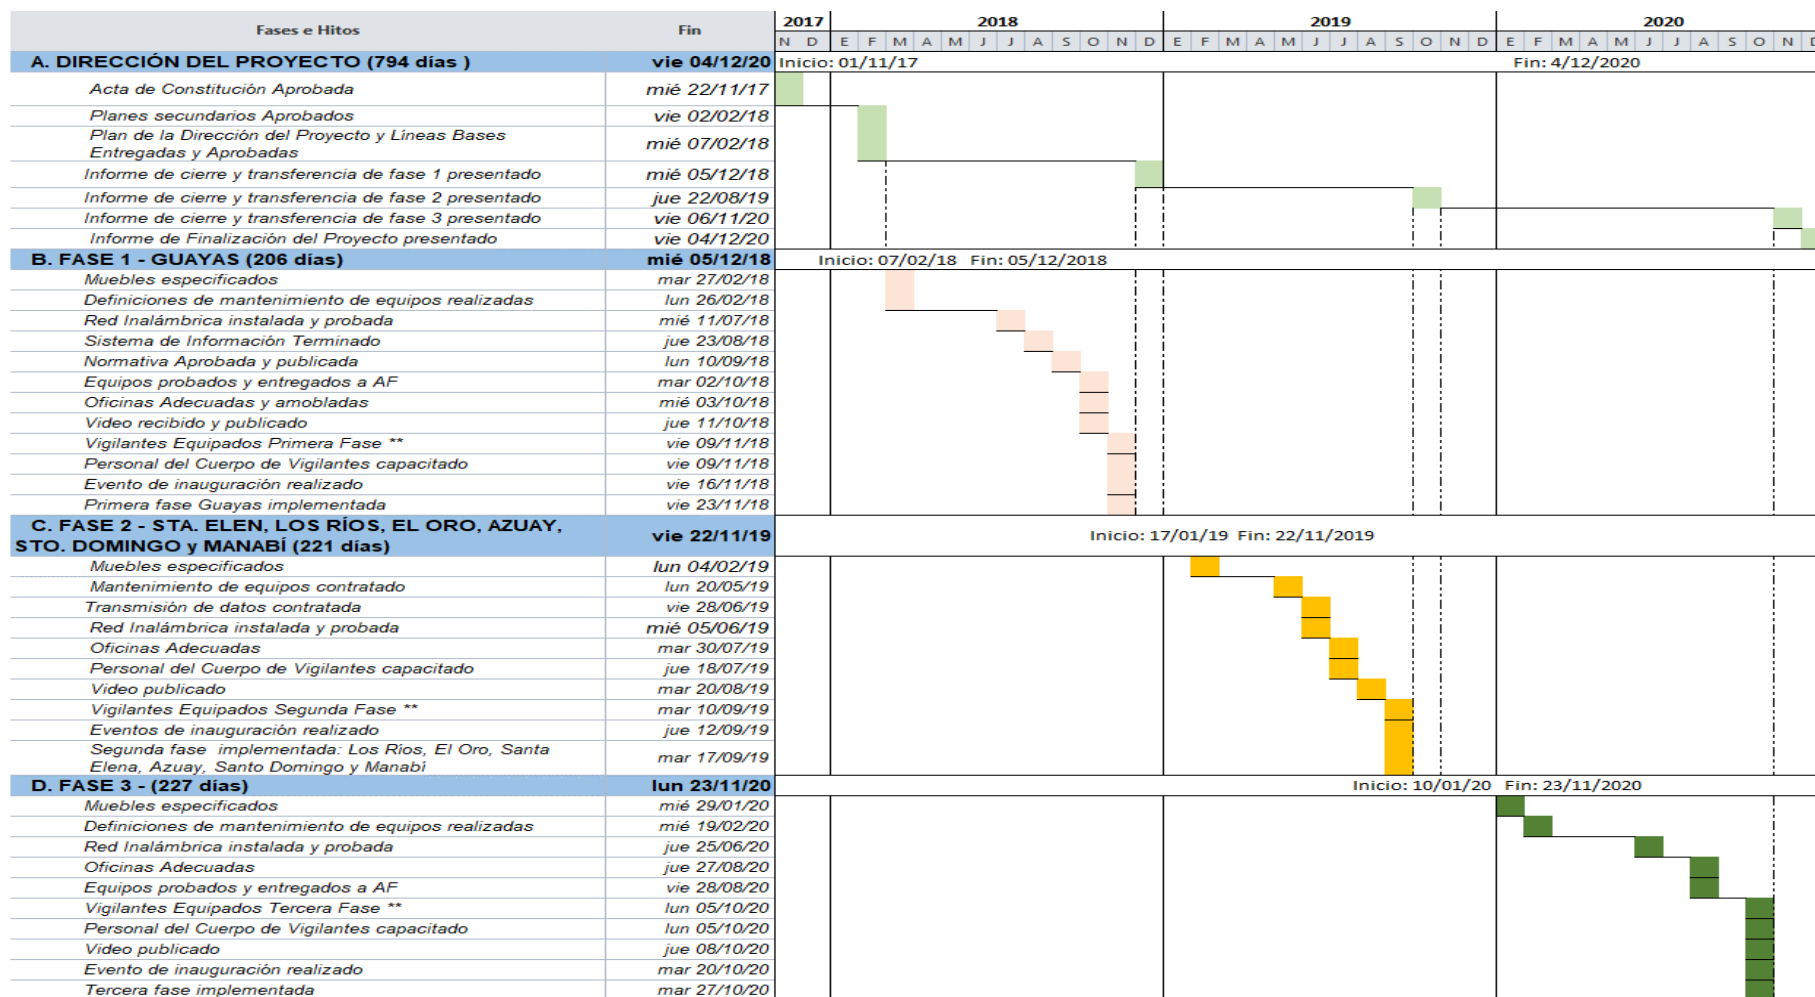 Fases e Hitos Fin 2017 2018 2019 2020
N D E F M A M J J A S O N D E F M A M J J A S O N D E F M A M J J A S O N D
A. DIRECCIÓN DEL PROYECTO (794 días ) vie 04/12/20 Inicio: 01/11/17 Fin: 4/12/2020
Acta de Constitución Aprobada mié 22/11/17
Planes secundarios Aprobados vie 02/02/18
Plan de la Dirección del Proyecto y Líneas Bases
Entregadas y Aprobadas mié 07/02/18
Informe de cierre y transferencia de fase 1 presentado mié 05/12/18
Informe de cierre y transferencia de fase 2 presentado jue 22/08/19
Informe de cierre y transferencia de fase 3 presentado vie 06/11/20
Informe de Finalización del Proyecto presentado vie 04/12/20
B. FASE 1 - GUAYAS (206 días) mié 05/12/18 Inicio: 07/02/18 Fin: 05/12/2018
Muebles especificados mar 27/02/18
Definiciones de mantenimiento de equipos realizadas lun 26/02/18
Red Inalámbrica instalada y probada mié 11/07/18
Sistema de Información Terminado jue 23/08/18
Normativa Aprobada y publicada lun 10/09/18
Equipos probados y entregados a AF mar 02/10/18
Oficinas Adecuadas y amobladas mié 03/10/18
Video recibido y publicado jue 11/10/18
Vigilantes Equipados Primera Fase ** vie 09/11/18
Personal del Cuerpo de Vigilantes capacitado vie 09/11/18
Evento de inauguración realizado vie 16/11/18
Primera fase Guayas implementada vie 23/11/18
C. FASE 2 - STA. ELEN, LOS RÍOS, EL ORO, AZUAY,
STO. DOMINGO y MANABÍ (221 días) vie 22/11/19 Inicio: 17/01/19 Fin: 22/11/2019
Muebles especificados lun 04/02/19
Mantenimiento de equipos contratado lun 20/05/19
Transmisión de datos contratada vie 28/06/19
Red Inalámbrica instalada y probada mié 05/06/19
Oficinas Adecuadas mar 30/07/19
Personal del Cuerpo de Vigilantes capacitado jue 18/07/19
Video publicado mar 20/08/19
Vigilantes Equipados Segunda Fase ** mar 10/09/19
Eventos de inauguración realizado jue 12/09/19
Segunda fase implementada: Los Ríos, El Oro, Santa
Elena, Azuay, Santo Domingo y Manabí mar 17/09/19
D. FASE 3 - (227 días) lun 23/11/20 Inicio: 10/01/20 Fin: 23/11/2020
Muebles especificados mié 29/01/20
Definiciones de mantenimiento de equipos realizadas mié 19/02/20
Red Inalámbrica instalada y probada jue 25/06/20
Oficinas Adecuadas jue 27/08/20
Equipos probados y entregados a AF vie 28/08/20
Vigilantes Equipados Tercera Fase ** lun 05/10/20
Personal del Cuerpo de Vigilantes capacitado lun 05/10/20
Video publicado jue 08/10/20
Evento de inauguración realizado mar 20/10/20
Tercera fase implementada mar 27/10/20